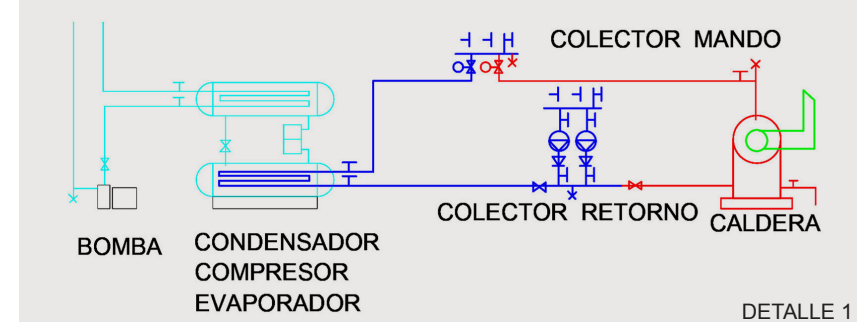 COLECTOR MANDO
COLECTOR RETORNO
CALDERA
BOMBA
CONDENSADOR
COMPRESOR
EVAPORADOR
DETALLE 1